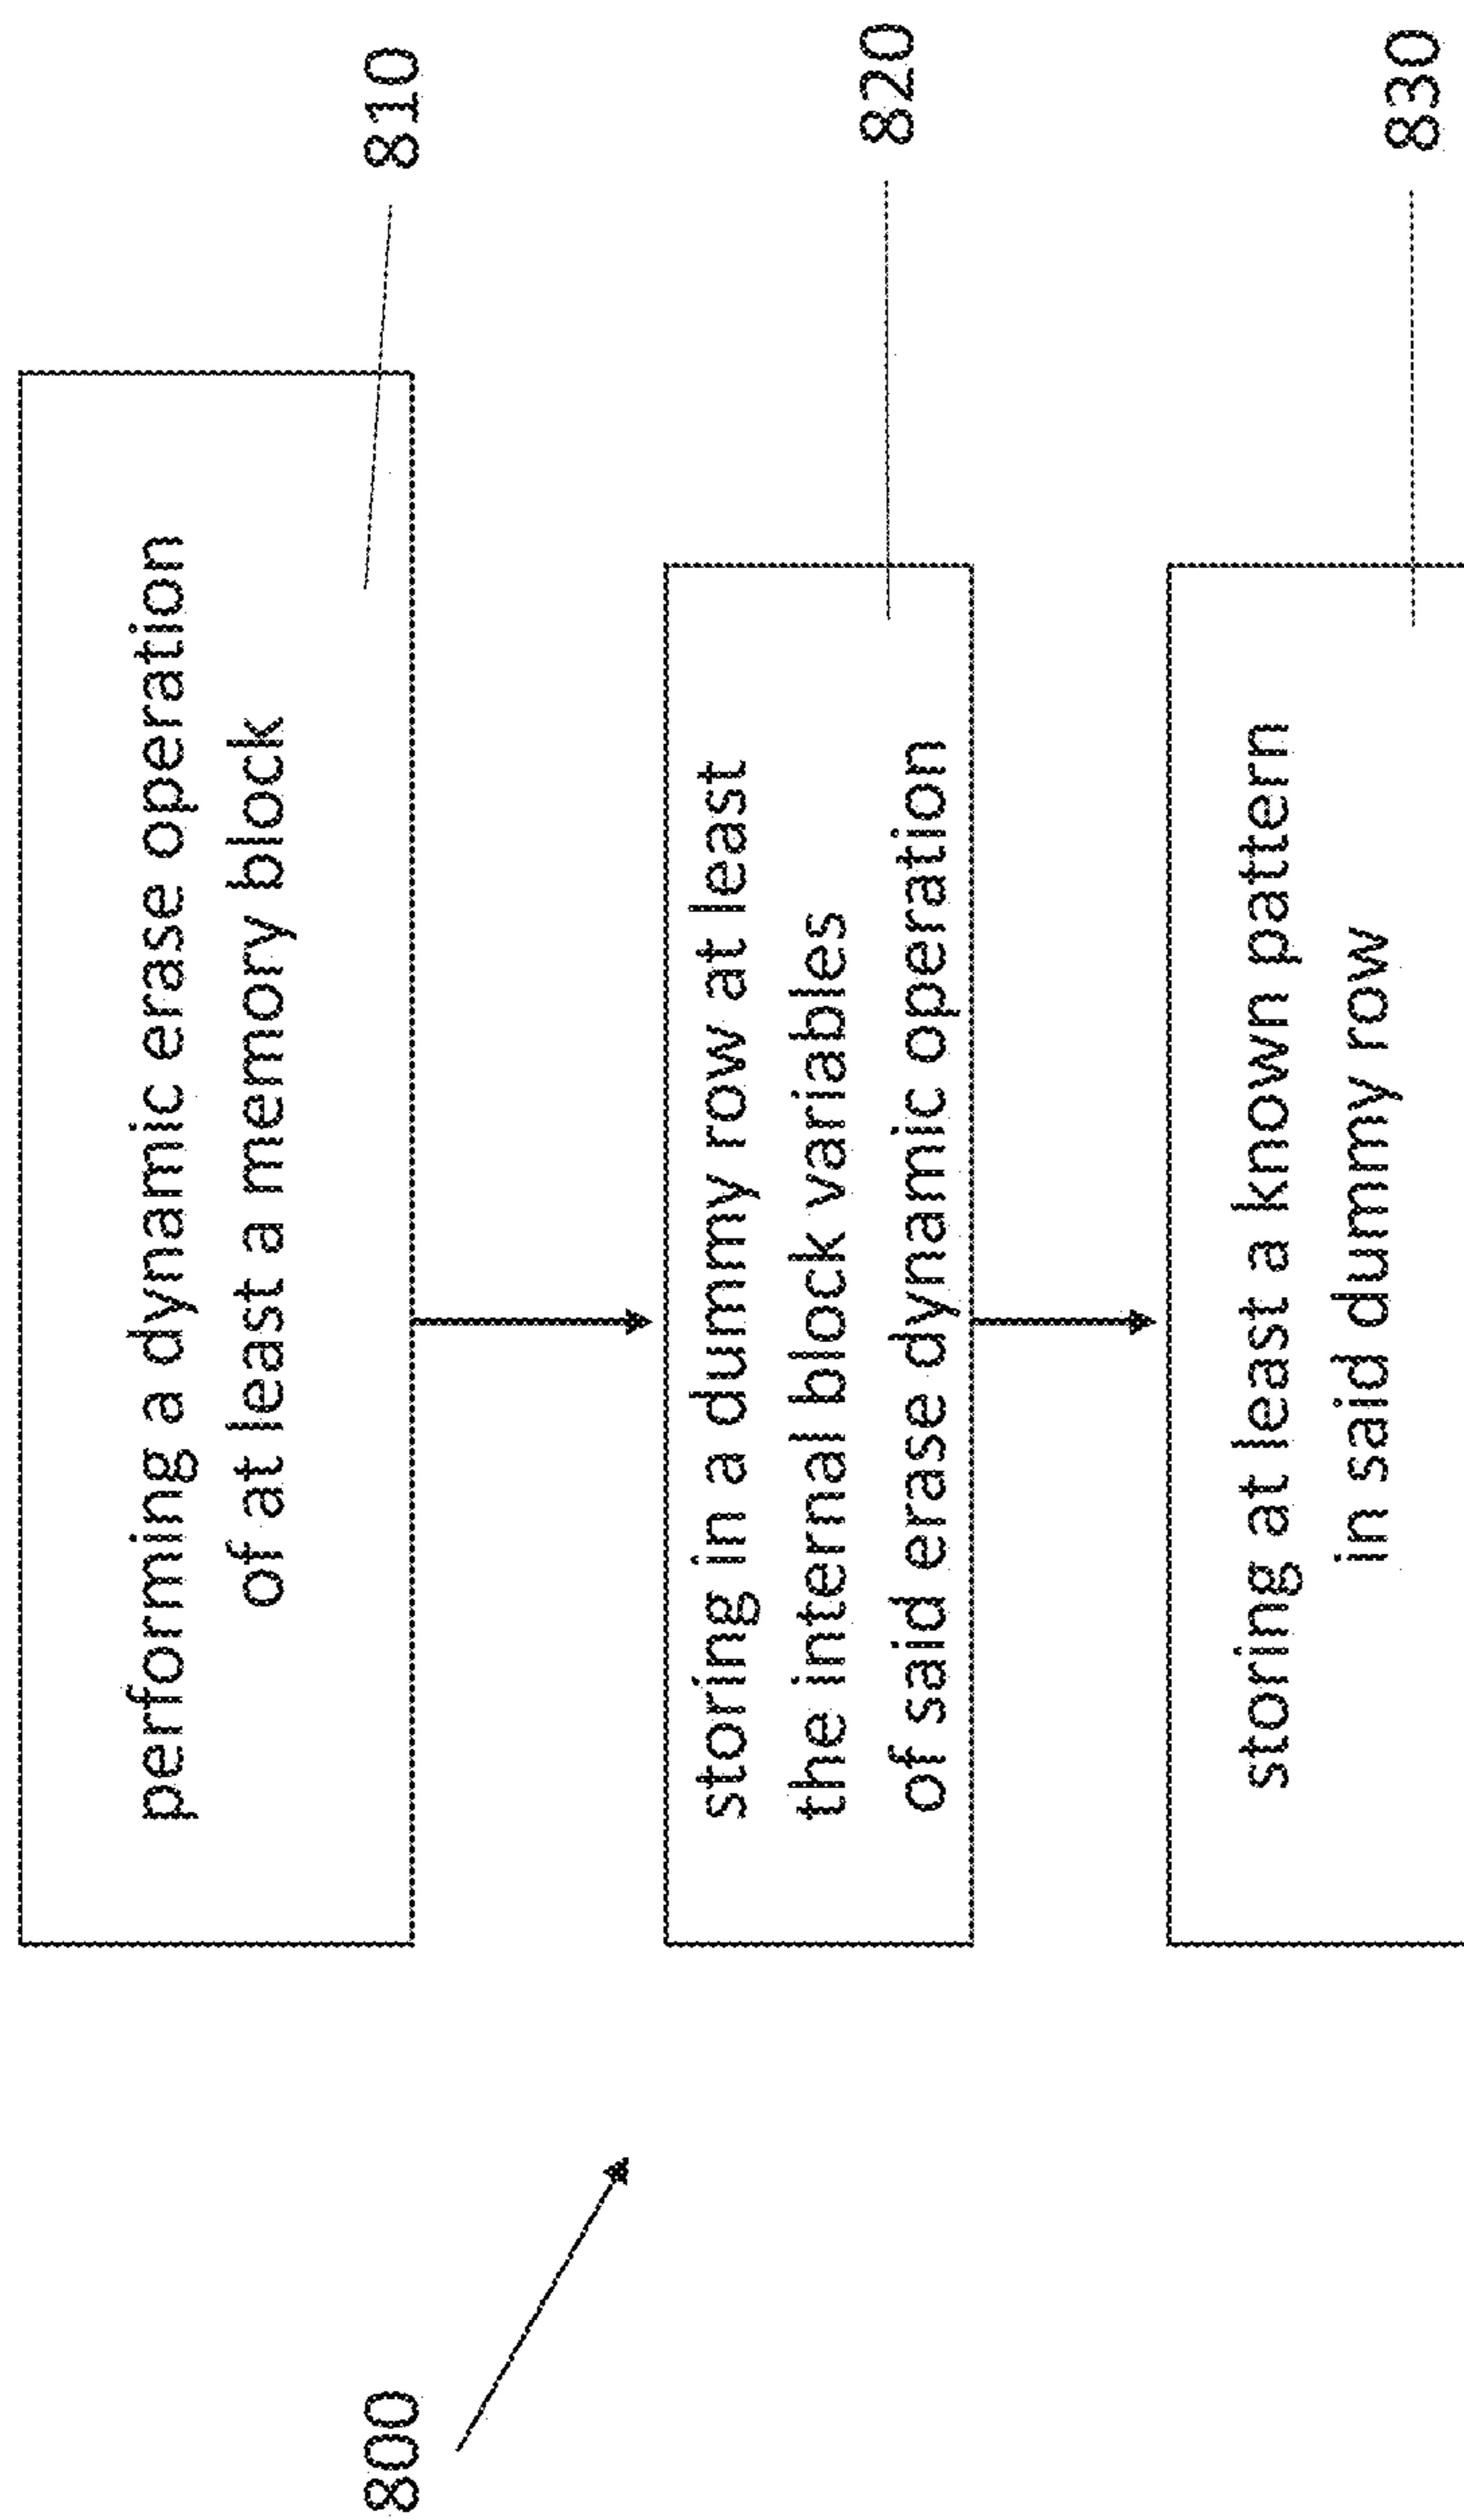 810
performing a dynamic erase operation
of at least a memory block
820
storing in a dummy row at least
the internal block variables
of said erase dynamic operation
830
storing at least a known pattern
in said dummy row
800